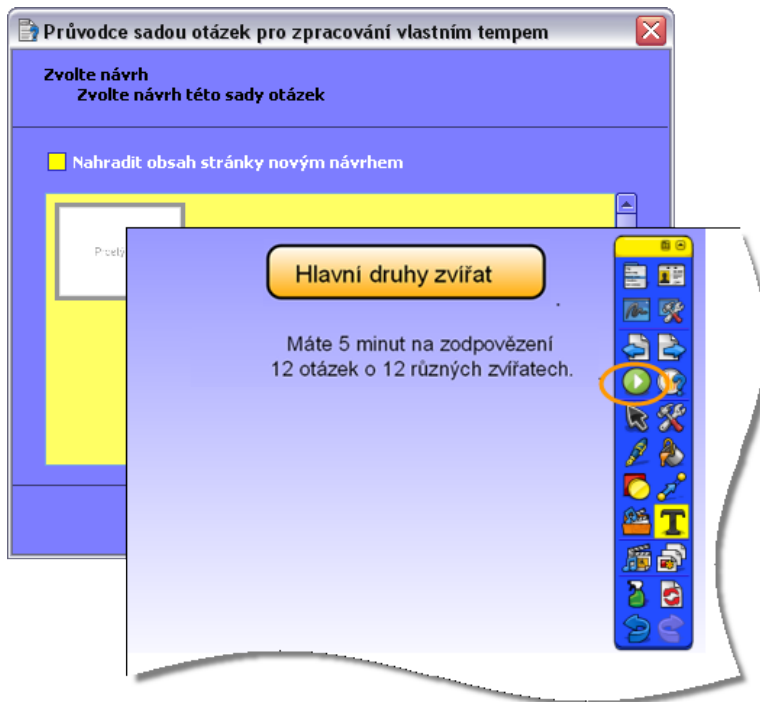 Průvodce sadou otázek pro zpracování vlastním tempem
Zvolte návrh
Zvolte návrh této sady otázek
Nahradit obsah stránky novým návrhem
Hlavní druhy zvířat
Máte 5 minut na zodpovězení
12 otázek o 12 různých zvířatech.
T